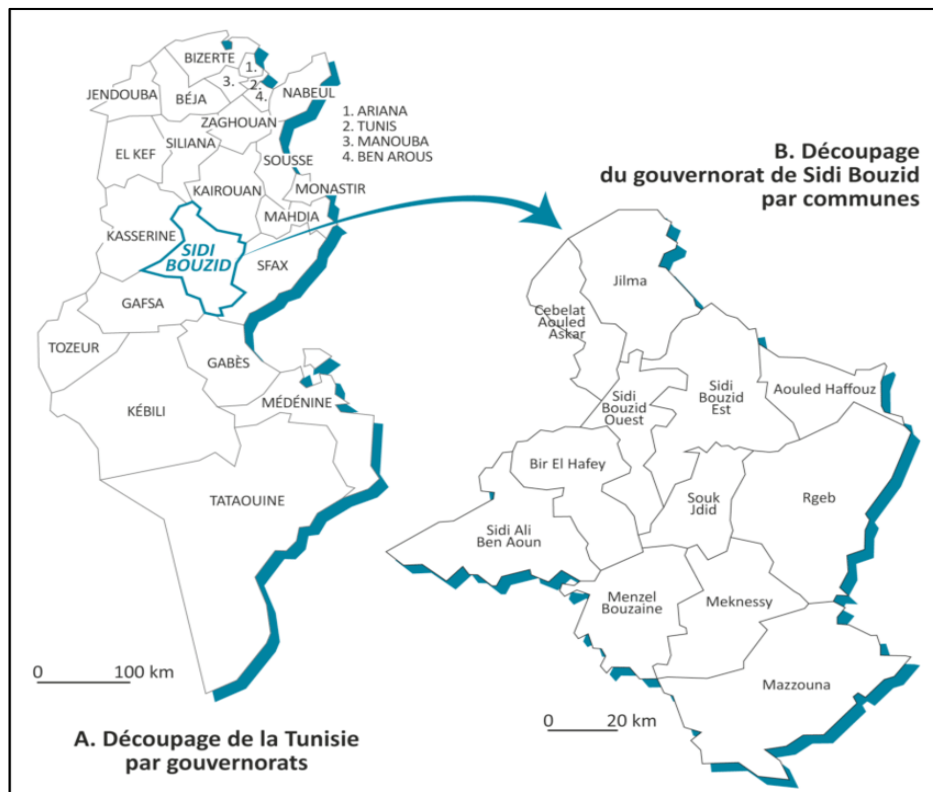 BIZERTE
1.
JENDOUBA
BÉJA
3.
2.
4.
NABEUL
ZAGHOUAN
1. ARIANA
2. TUNIS
3. MANOUBA
4. BEN AROUS
EL KEF
SILIANA
SOUSSE
KAIROUAN
MONASTIR
MAHDIA
KASSERINE
SIDI
BOUZID
SFAX
GAFSA
TOZEUR
GABÈS
KÉBILI
MÉDÉNINE
TATAOUINE
0 100 km
A. Découpage de la Tunisie
par gouvernorats
B. Découpage
du gouvernorat de Sidi Bouzid
par communes
Jilma
Cebelat
Aouled
Askar
Sidi
Bouzid
Ouest
Sidi
Bouzid
Est
Aouled Haffouz
Bir El Hafey
Souk
Jdid
Rgeb
Sidi Ali
Ben Aoun
Menzel
Bouzaine
Meknessy
Mazzouna
0 20 km